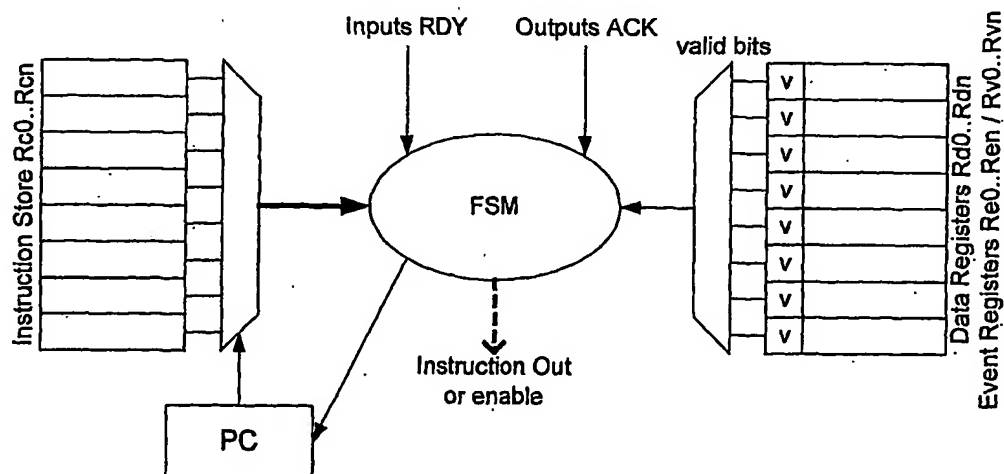 Inputs RDY
Outputs ACK
valid bits
Instruction Store Rc0..Rcn
FSM
v
v
v
v
v
v
v
v
Data Registers Rd0..Rdn
Event Registers Re0..Ren / Rv0..Rvn
Instruction Out
or enable
PC